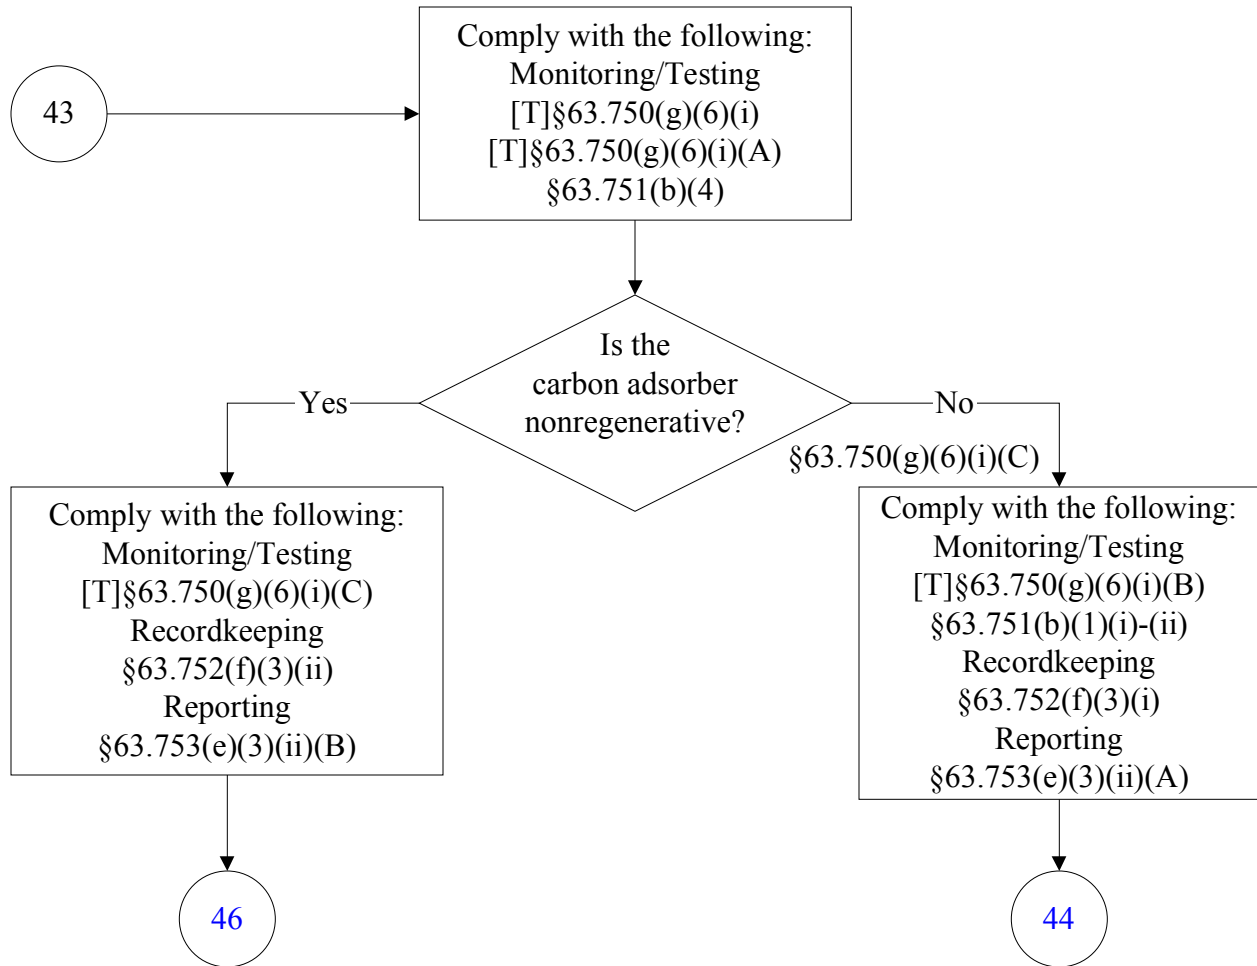 43
Comply with the following:
Monitoring/Testing
[T]§63.750(g)(6)(i)
[T]§63.750(g)(6)(i)(A)
§63.751(b)(4)
Is the
carbon adsorber
nonregenerative?
Yes
No
§63.750(g)(6)(i)(C)
Comply with the following:
Monitoring/Testing
[T]§63.750(g)(6)(i)(C)
Recordkeeping
§63.752(f)(3)(ii)
Reporting
§63.753(e)(3)(ii)(B)
Comply with the following:
Monitoring/Testing
[T]§63.750(g)(6)(i)(B)
§63.751(b)(1)(i)-(ii)
Recordkeeping
§63.752(f)(3)(i)
Reporting
§63.753(e)(3)(ii)(A)
46
44